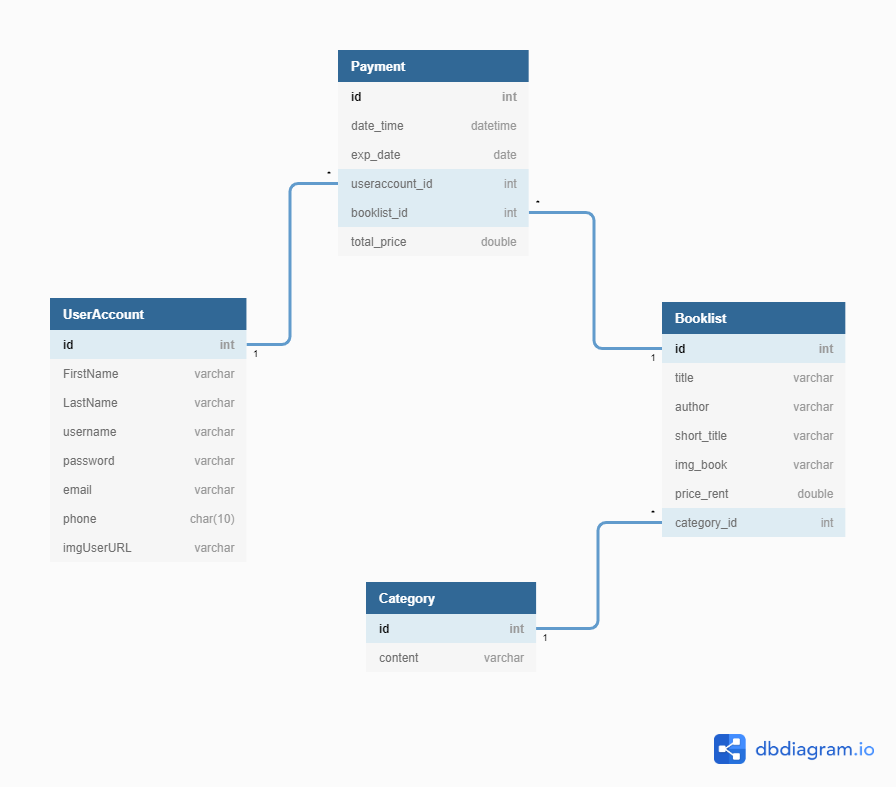 Payment
id int
date_time datetime
exp_date date
useraccount_id int
booklist_id int
total_price double
*
*
UserAccount
id int
FirstName varchar
LastName varchar
username varchar
password varchar
email varchar
phone char(10)
imgUserURL varchar
1
Booklist
id int
title varchar
author varchar
short_title varchar
img_book varchar
price_rent double
category_id int
1
*
Category
id int
content varchar
1
dbdiagram.io